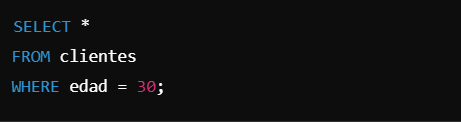 SELECT *
FROM clientes
WHERE edad = 30;